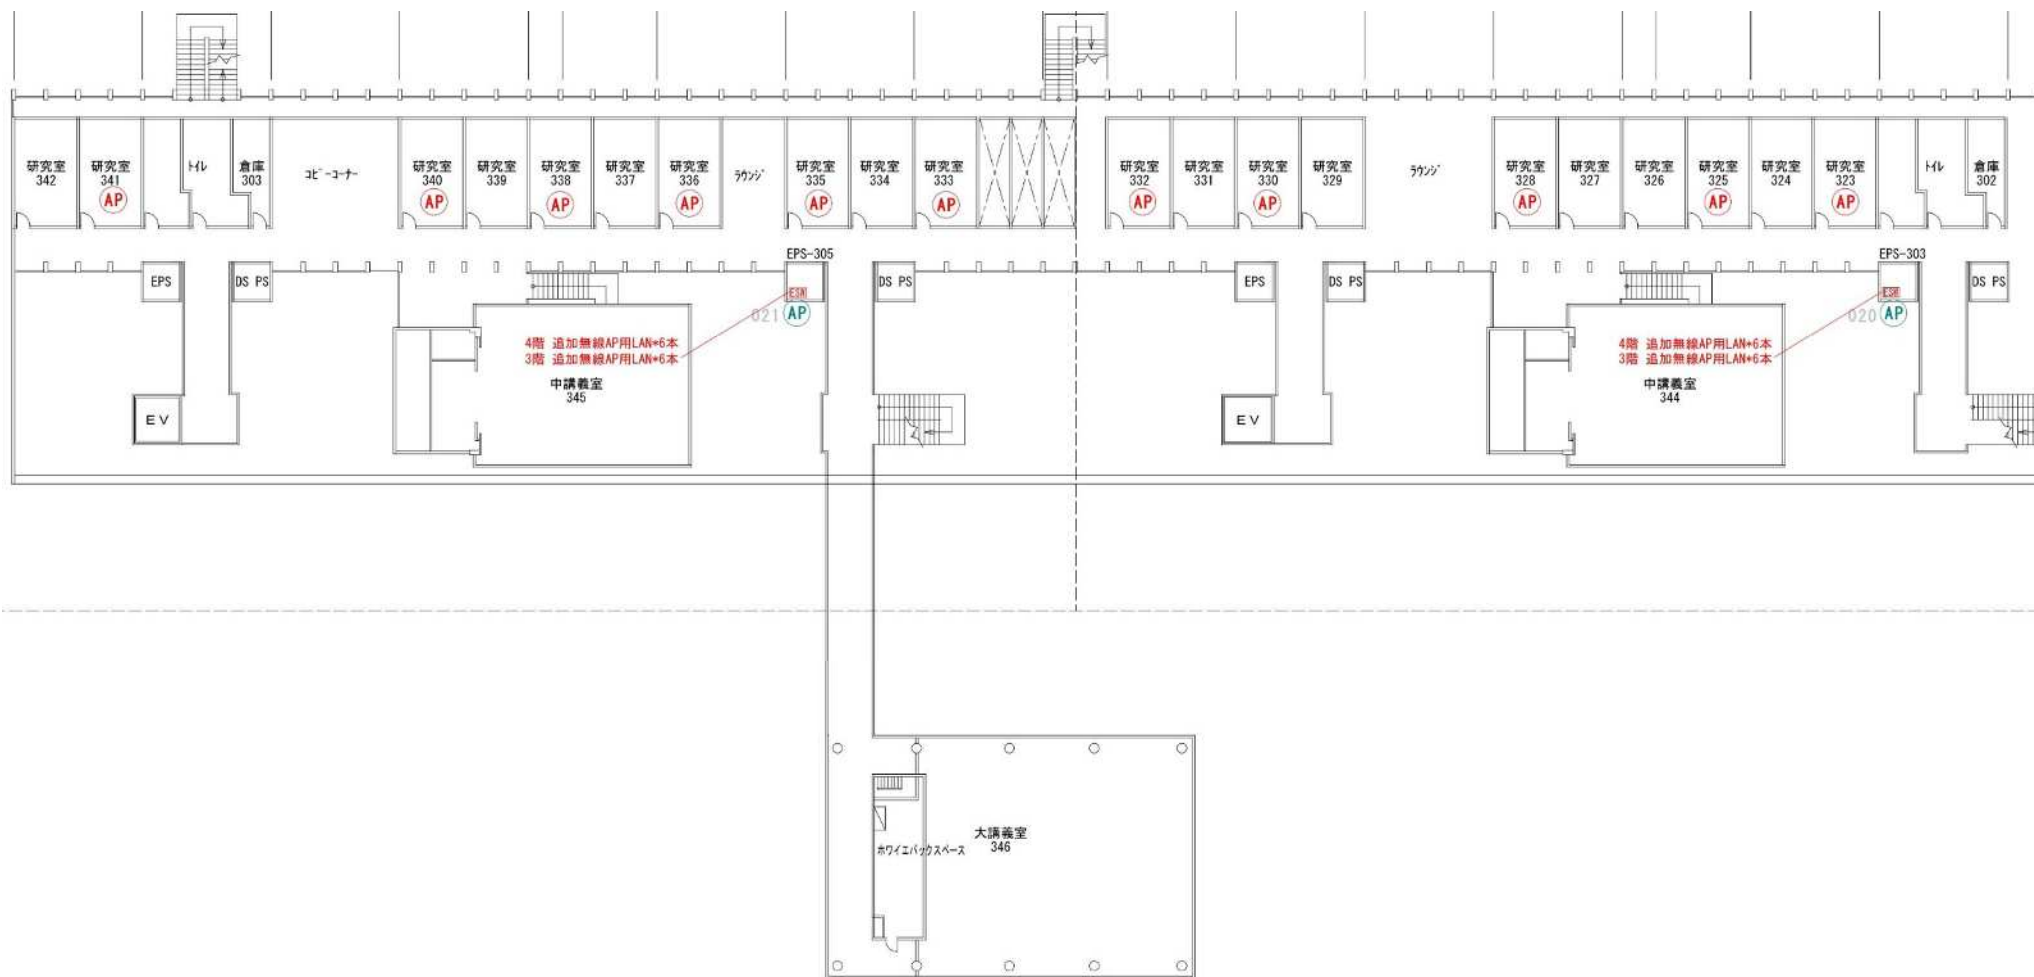 研究室
342
研究室
341
AP
トイレ
倉庫
303
コピーコーナー
研究室
340
AP
研究室
339
研究室
338
AP
研究室
337
研究室
336
AP
ラウンジ
研究室
335
AP
研究室
334
研究室
333
AP
研究室
332
AP
研究室
331
研究室
330
AP
研究室
329
ラウンジ
研究室
328
AP
研究室
327
研究室
326
研究室
325
AP
研究室
324
研究室
323
AP
トイレ
倉庫
302
EPS
DS PS
EPS-305
ESW
021 AP
DS PS
EPS
DS PS
EPS-303
ESW
020 AP
DS PS
4階 追加無線AP用LAN*6本
3階 追加無線AP用LAN*6本
中講義室
345
EV
4階 追加無線AP用LAN*6本
3階 追加無線AP用LAN*6本
中講義室
344
EV
大講義室
346
ホワイエバックスペース